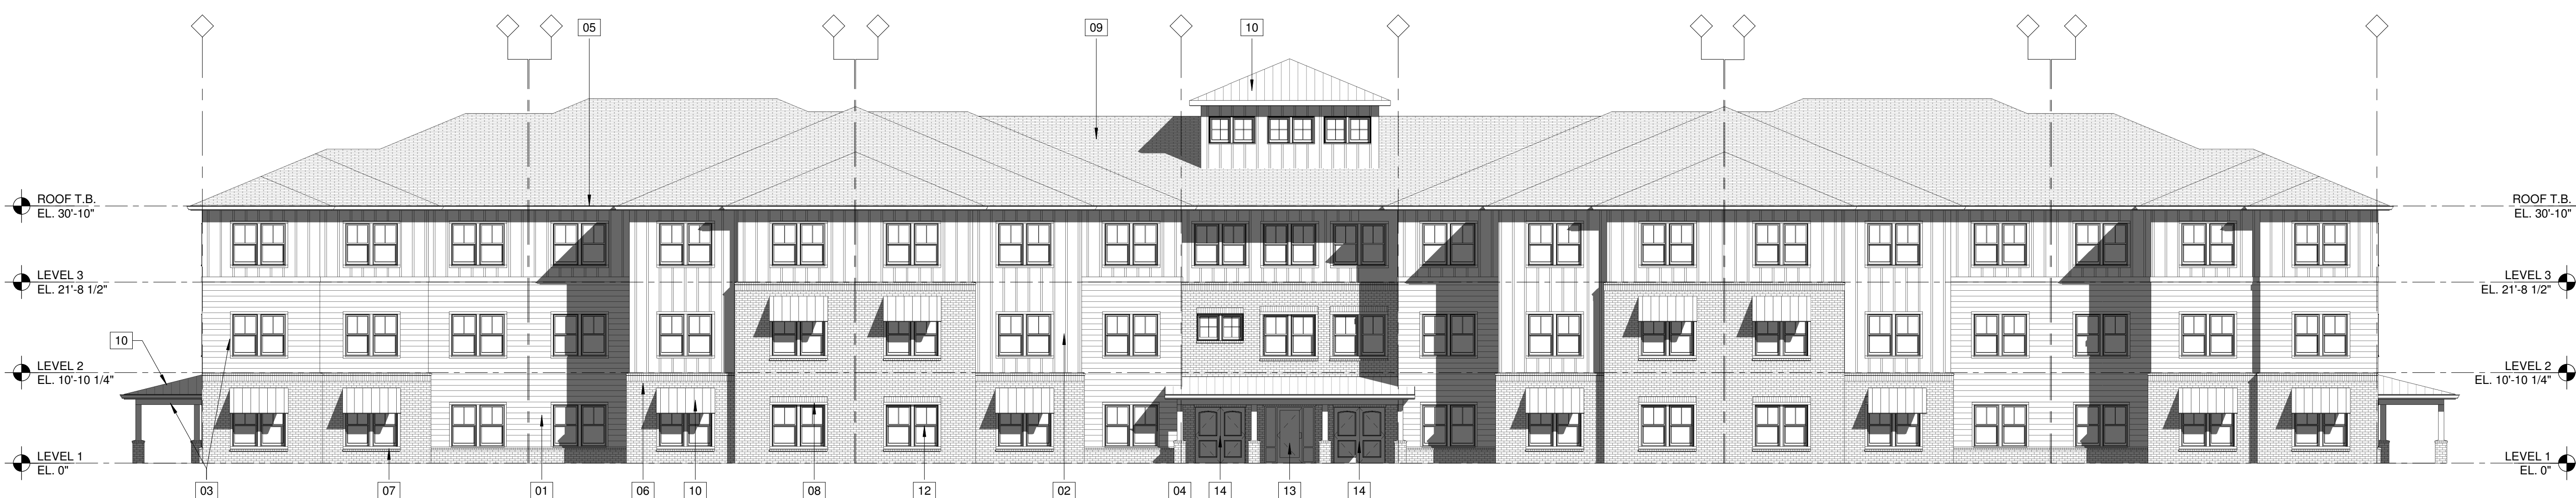 05
09
10
ROOF T.B.
EL. 30'-10"
ROOF T.B.
EL. 30'-10"
LEVEL 3
EL. 21'-8 1/2"
LEVEL 3
EL. 21'-8 1/2"
10
LEVEL 2
EL. 10'-10 1/4"
LEVEL 2
EL. 10'-10 1/4"
LEVEL 1
EL. 0"
LEVEL 1
EL. 0"
03
07
01
06
10
08
12
02
04
14
13
14